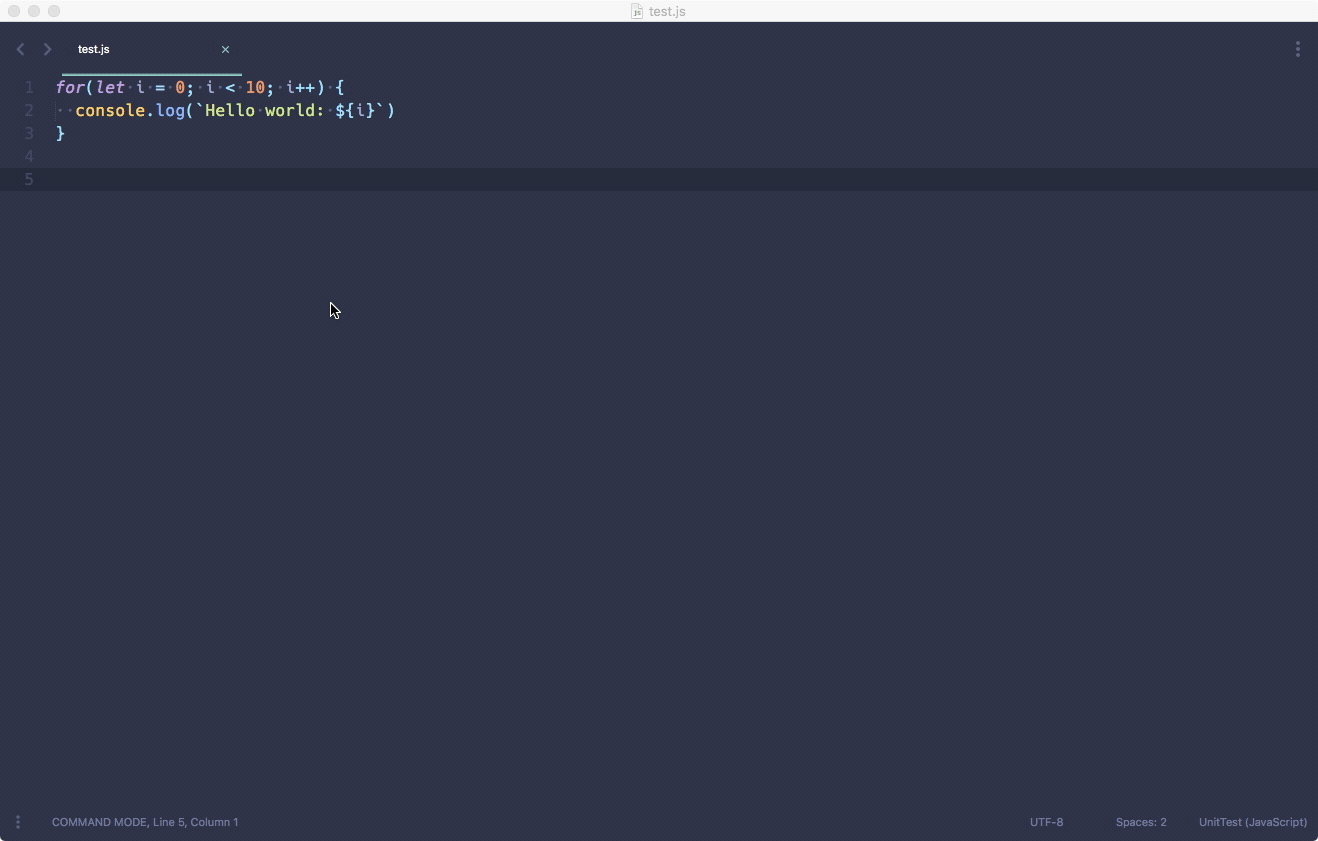 test.js
test.js ×
1 for(let i = 0; i < 10; i++) {
2   console.log(`Hello world: ${i}`)
3 }
4
5
COMMAND MODE, Line 5, Column 1 UTF-8 Spaces: 2 UnitTest (JavaScript)